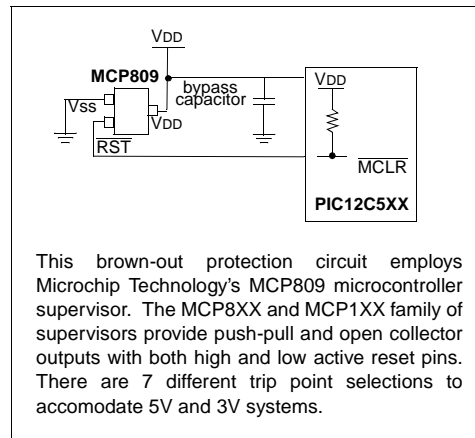 VDD
MCP809
VDD
bypass
capacitor
Vss
VDD
RST
MCLR
PIC12C5XX
This brown-out protection circuit employs
Microchip Technology's MCP809 microcontroller
supervisor. The MCP8XX and MCP1XX family of
supervisors provide push-pull and open collector
outputs with both high and low active reset pins.
There are 7 different trip point selections to
accomodate 5V and 3V systems.